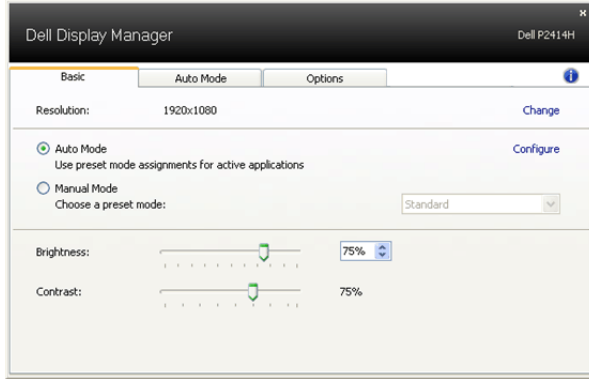 Dell Display Manager
Dell P2414H
Basic Auto Mode Options
Resolution: 1920x1080 Change
Auto Mode Configure
Use preset mode assignments for active applications
Manual Mode
Choose a preset mode: Standard
Brightness: 75%
Contrast: 75%